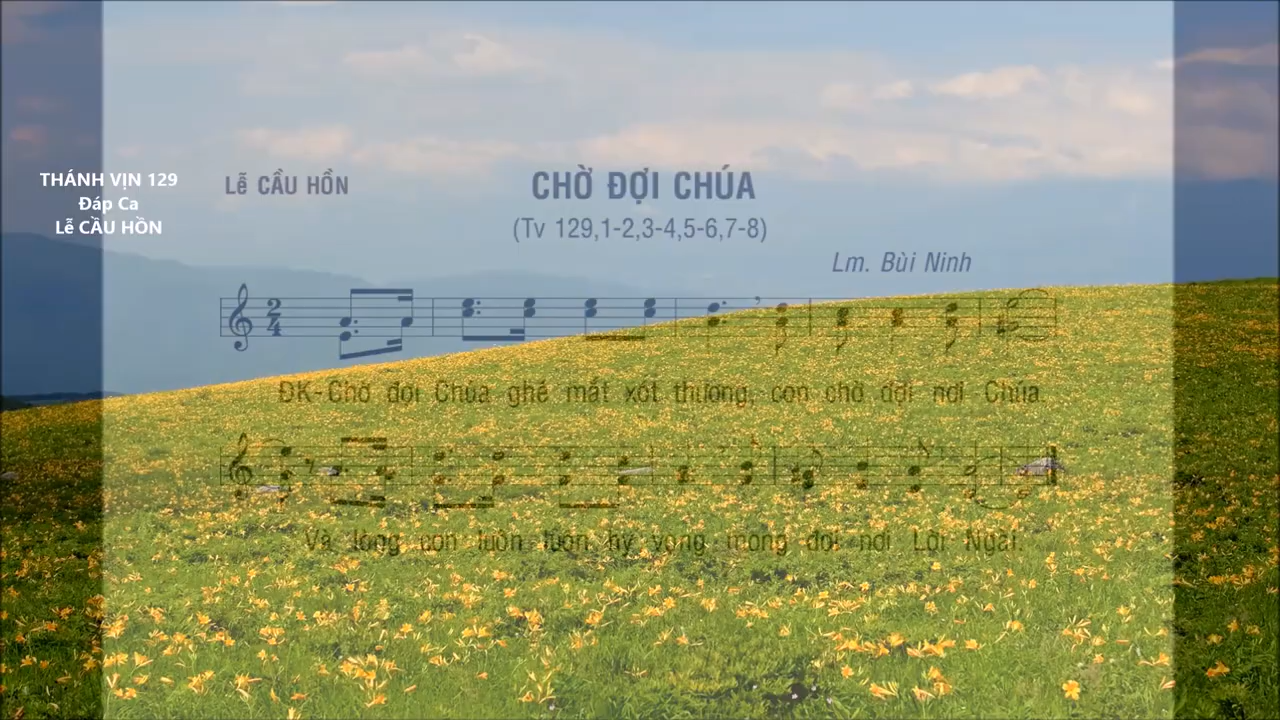 THÁNH VỊN 129
Đáp Ca
Lễ CẦU HỒN
Lễ CẦU HỒN
CHỜ ĐỢI CHÚA
(Tv 129,1-2,3-4,5-6,7-8)
Lm. Bùi Ninh
2
4
ĐK-Chờ đợi Chúa ghé mắt xót thương, con chờ đợi nơi Chúa
Và lòng con luôn luôn hy vọng mong đợi nơi Lời Ngài.